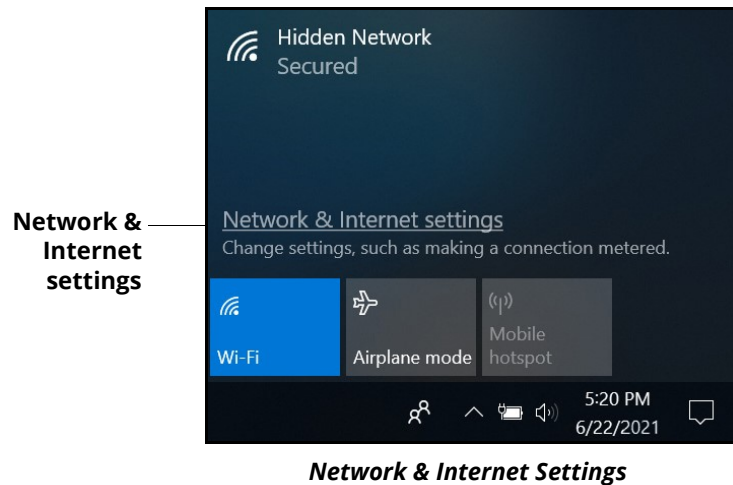 Hidden Network
Secured
Network &
Internet
settings
Network & Internet settings
Change settings, such as making a connection metered.
Wi-Fi
Airplane mode
Mobile
hotspot
5:20 PM
6/22/2021
Network & Internet Settings